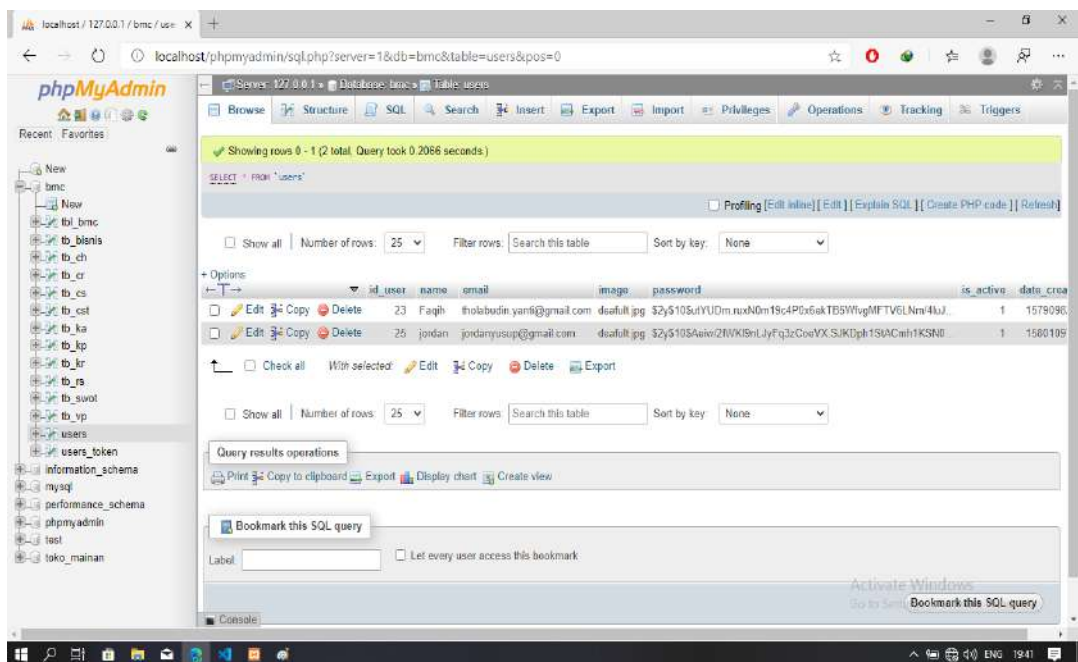 localhost / 127.0.0.1 / bmc / use
localhost/phpmyadmin/sql.php?server=1&db=bmc&table=users&pos=0
phpMyAdmin
Recent Favorites
New
bmc
New
tbl_bmc
tb_bisnis
tb_ch
tb_cr
tb_cs
tb_cst
tb_ka
tb_kp
tb_kr
tb_rs
tb_swot
tb_vp
users
users_token
information_schema
mysql
performance_schema
phpmyadmin
test
toko_mainan
Server: 127.0.0.1 » Database: bmc » Table: users
Browse Structure SQL Search Insert Export Import Privileges Operations Tracking Triggers
Showing rows 0 - 1 (2 total, Query took 0.2066 seconds.)
SELECT * FROM `users`
Profiling [Edit inline] [ Edit ] [ Explain SQL ] [ Create PHP code ] [ Refresh]
Show all Number of rows: 25 Filter rows: Search this table Sort by key: None
+ Options
id_user name email image password is_active date_crea
Edit Copy Delete 23 Faqih tholabudin.yanti@gmail.com deafult.jpg 1 1579098
Edit Copy Delete jordan jordanyusup@gmail.com deafult.jpg 1 1580109
Check all With selected: Edit Copy Delete Export
Show all Number of rows: 25 Filter rows: Search this table Sort by key: None
Query results operations
Print Copy to clipboard Export Display chart Create view
Bookmark this SQL query
Label: Let every user access this bookmark
Activate Windows
Go to
Bookmark this SQL query
Console
ENG 19:41